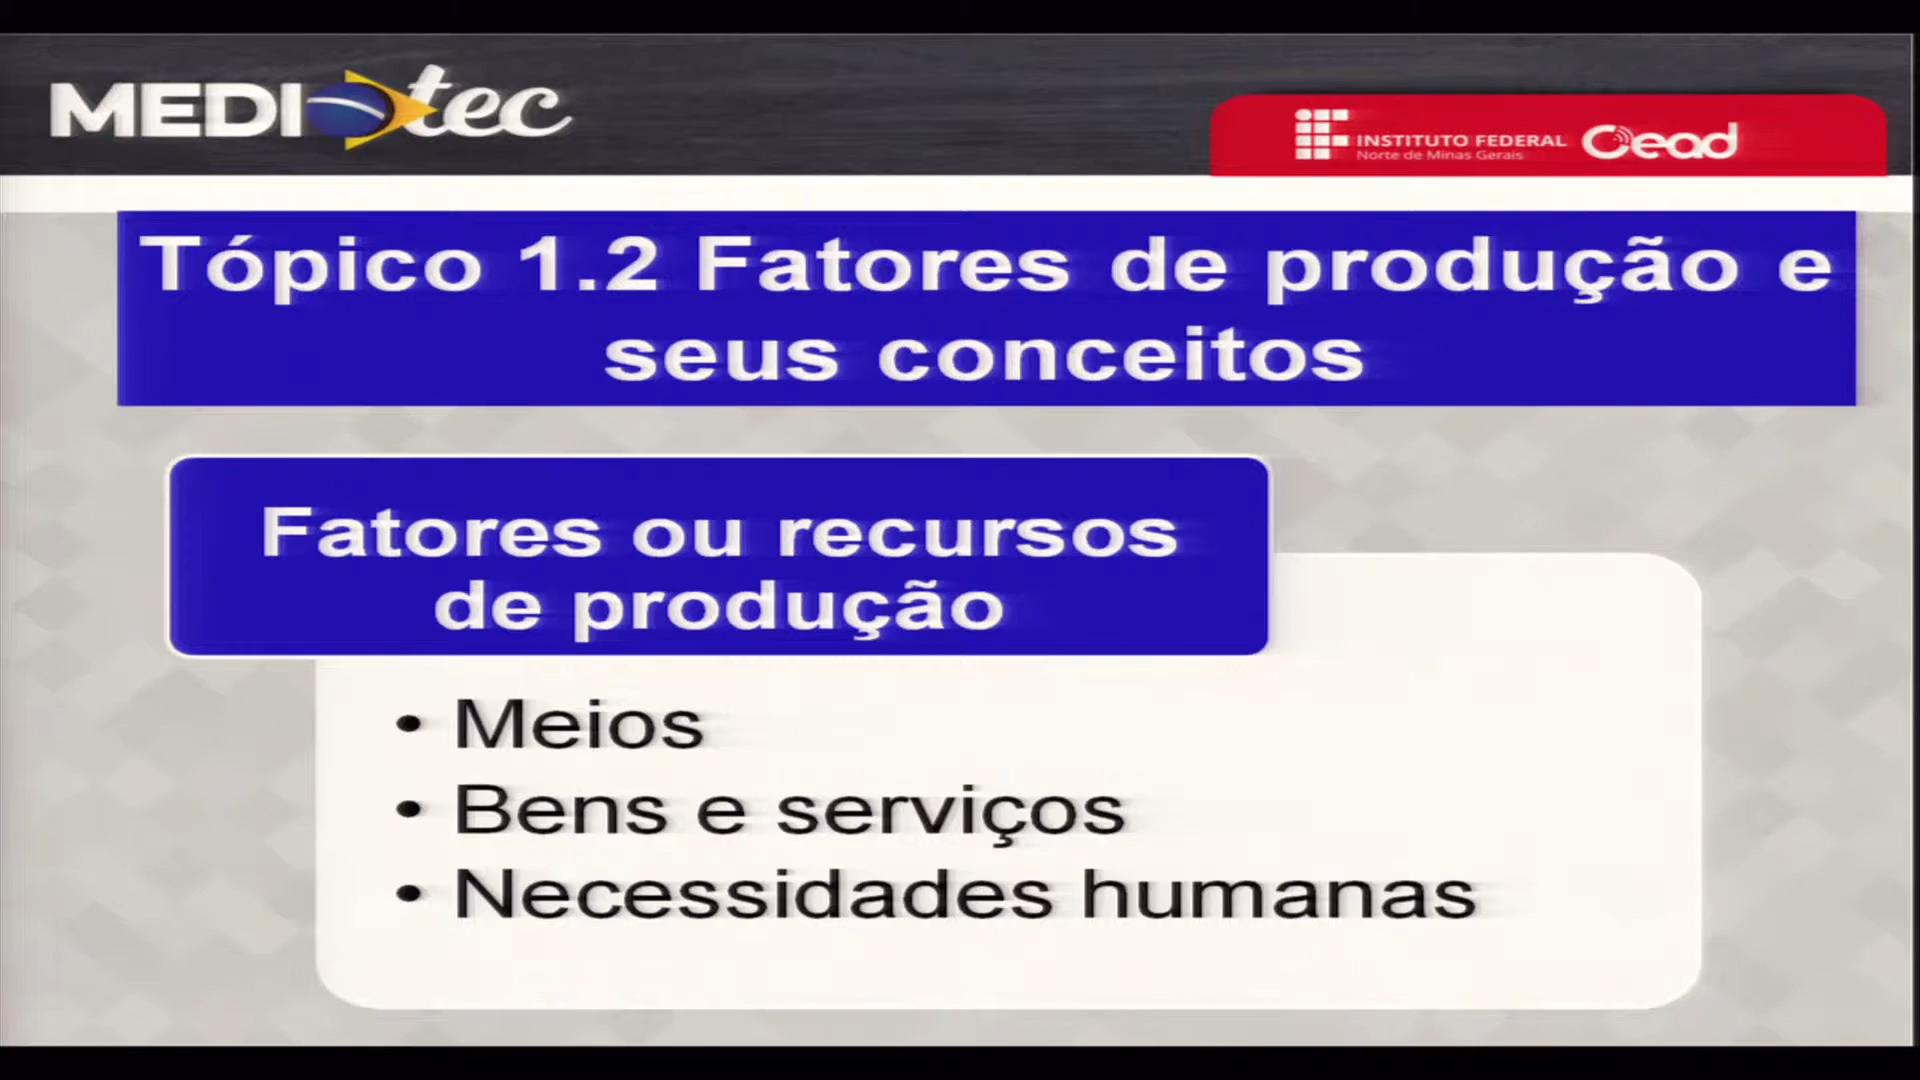 MEDIOtec
INSTITUTO FEDERAL
Norte de Minas Gerais
Cead
Tópico 1.2 Fatores de produção e
seus conceitos
Fatores ou recursos
de produção
• Meios
• Bens e serviços
• Necessidades humanas